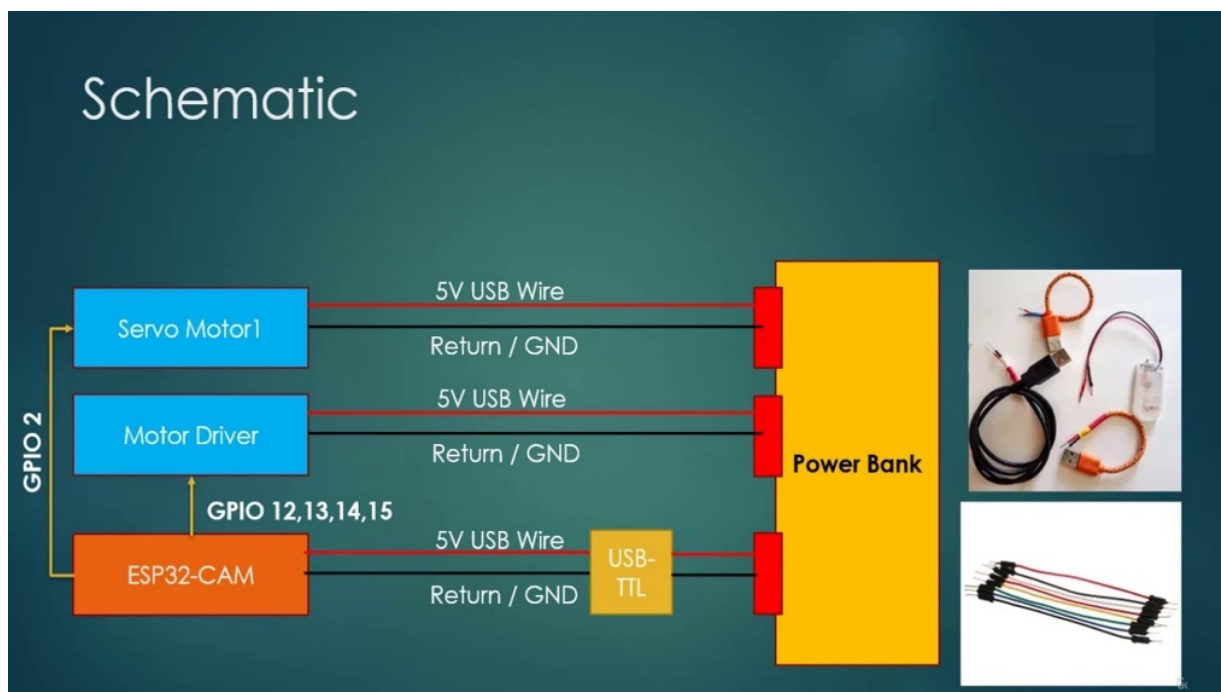 Schematic
5V USB Wire
Servo Motor1
Return / GND
5V USB Wire
Motor Driver
Return / GND
GPIO 2
Power Bank
GPIO 12,13,14,15
5V USB Wire
ESP32-CAM
USB-
TTL
Return / GND